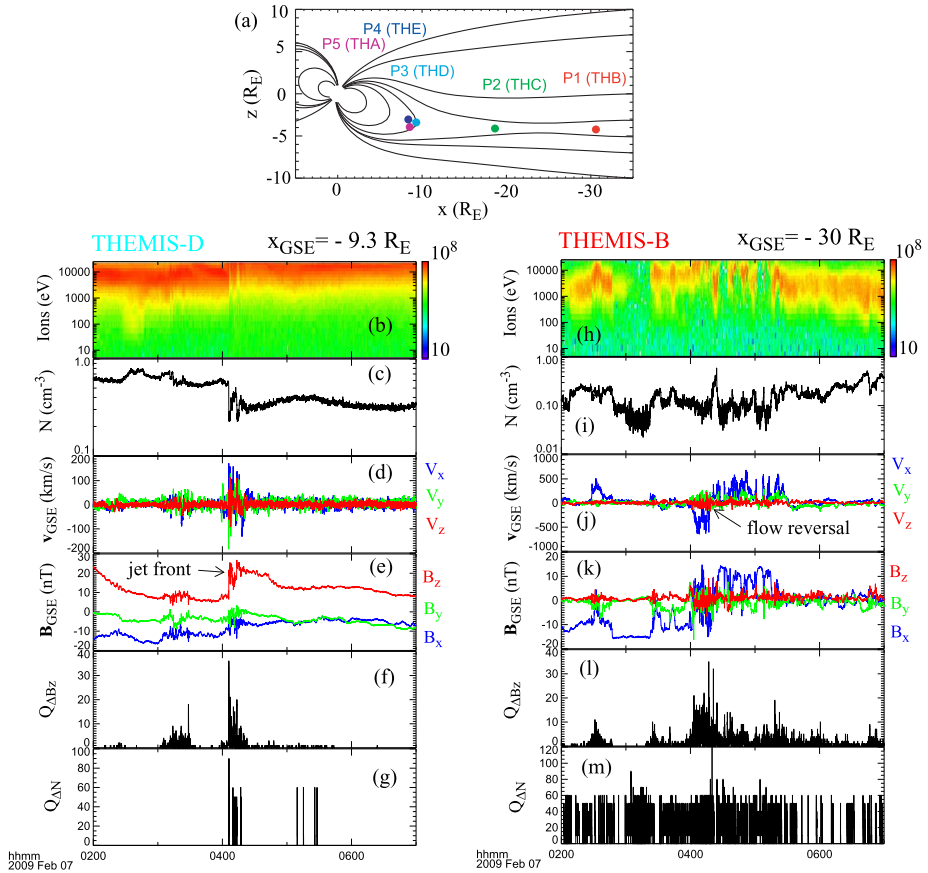 (a)
P4 (THE)
P5 (THA)
P3 (THD)
P2 (THC)
P1 (THB)
z (R_E)
10
5
0
-5
-10
0
-10
-20
-30
x (R_E)
THEMIS-D
x_GSE= - 9.3 R_E
Ions (eV)
10000
1000
100
10
10^8
10
(b)
N (cm^-3)
1.0
0.1
(c)
v_GSE (km/s)
200
100
0
-100
-200
(d)
V_x
V_y
V_z
B_GSE (nT)
30
20
10
0
-10
-20
jet front
(e)
B_z
B_y
B_x
Q_ΔBz
40
30
20
10
0
(f)
Q_ΔN
100
80
60
40
20
0
(g)
hhmm
2009 Feb 07
0200
0400
0600
THEMIS-B
x_GSE= - 30 R_E
Ions (eV)
10000
1000
100
10
10^8
10
(h)
N (cm^-3)
1.00
0.10
0.01
(i)
v_GSE (km/s)
1000
500
0
-500
-1000
(j)
flow reversal
V_x
V_y
V_z
B_GSE (nT)
20
10
0
-10
-20
(k)
B_z
B_y
B_x
Q_ΔBz
40
30
20
10
0
(l)
Q_ΔN
120
100
80
60
40
20
0
(m)
hhmm
2009 Feb 07
0200
0400
0600